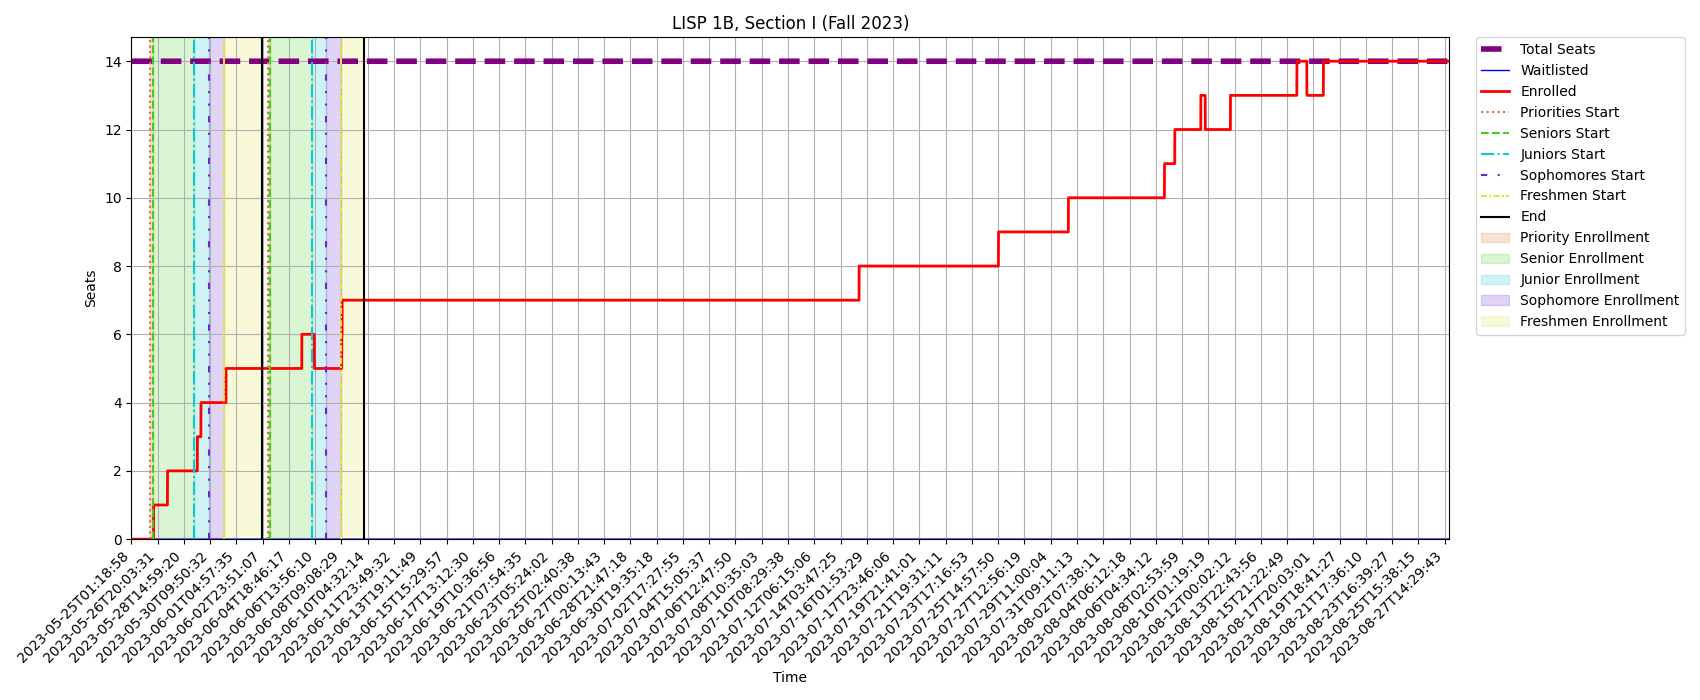 LISP 1B, Section I (Fall 2023)
14
12
10
8
6
4
2
0
Seats
2023-05-25T01:18:58
2023-05-26T20:03:31
2023-05-28T14:59:20
2023-05-30T09:50:32
2023-06-01T04:57:35
2023-06-02T23:51:07
2023-06-04T18:46:17
2023-06-06T13:56:10
2023-06-08T09:08:29
2023-06-10T04:32:14
2023-06-11T23:49:32
2023-06-13T19:11:49
2023-06-15T15:29:57
2023-06-17T13:12:30
2023-06-19T10:36:56
2023-06-21T07:54:35
2023-06-23T05:24:02
2023-06-25T02:40:38
2023-06-27T00:13:43
2023-06-28T21:47:18
2023-06-30T19:35:18
2023-07-02T17:27:55
2023-07-04T15:05:37
2023-07-06T12:47:50
2023-07-08T10:35:03
2023-07-10T08:29:38
2023-07-12T06:15:06
2023-07-14T03:47:25
2023-07-16T01:53:29
2023-07-17T23:46:06
2023-07-19T21:41:01
2023-07-21T19:31:11
2023-07-23T17:16:53
2023-07-25T14:57:50
2023-07-27T12:56:19
2023-07-29T11:00:04
2023-07-31T09:11:13
2023-08-02T07:38:11
2023-08-04T06:12:18
2023-08-06T04:34:12
2023-08-08T02:53:59
2023-08-10T01:19:19
2023-08-12T00:02:12
2023-08-13T22:43:56
2023-08-15T21:22:49
2023-08-17T20:03:01
2023-08-19T18:41:27
2023-08-21T17:36:10
2023-08-23T16:39:27
2023-08-25T15:38:15
2023-08-27T14:29:43
Time
Total Seats
Waitlisted
Enrolled
Priorities Start
Seniors Start
Juniors Start
Sophomores Start
Freshmen Start
End
Priority Enrollment
Senior Enrollment
Junior Enrollment
Sophomore Enrollment
Freshmen Enrollment